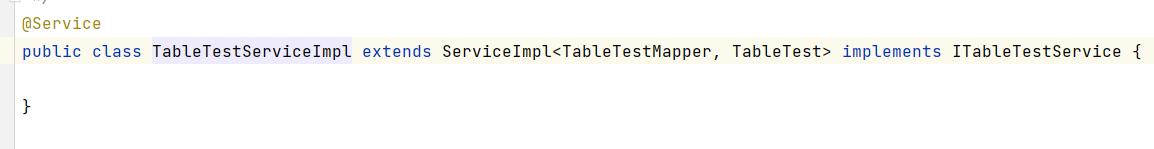 @Service
public class TableTestServiceImpl extends ServiceImpl<TableTestMapper, TableTest> implements ITableTestService {
}